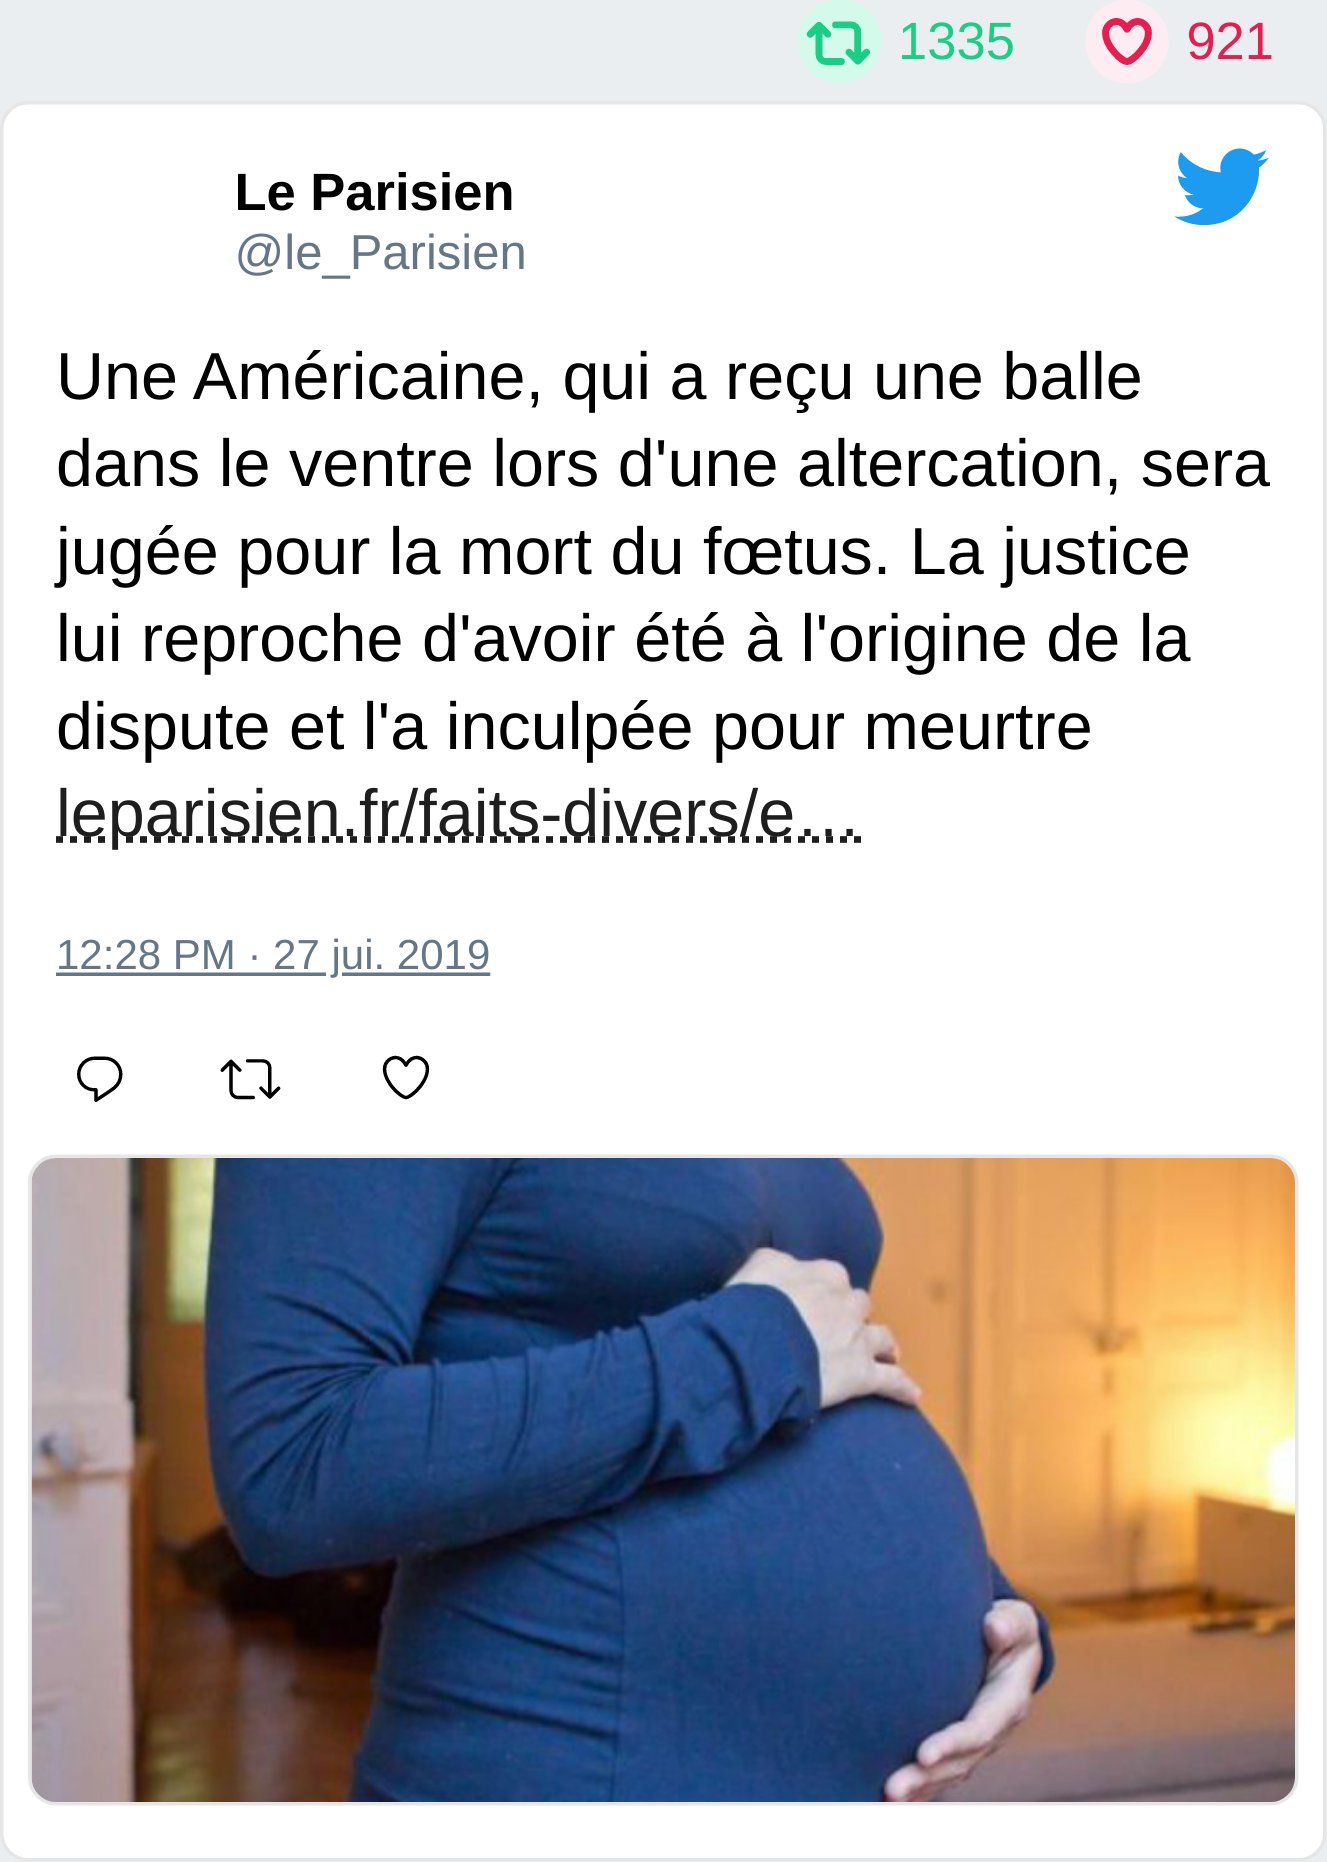 1335 921
Le Parisien
@le_Parisien
Une Américaine, qui a reçu une balle
dans le ventre lors d'une altercation, sera
jugée pour la mort du fœtus. La justice
lui reproche d'avoir été à l'origine de la
dispute et l'a inculpée pour meurtre
leparisien.fr/faits-divers/e…
12:28 PM · 27 jui. 2019